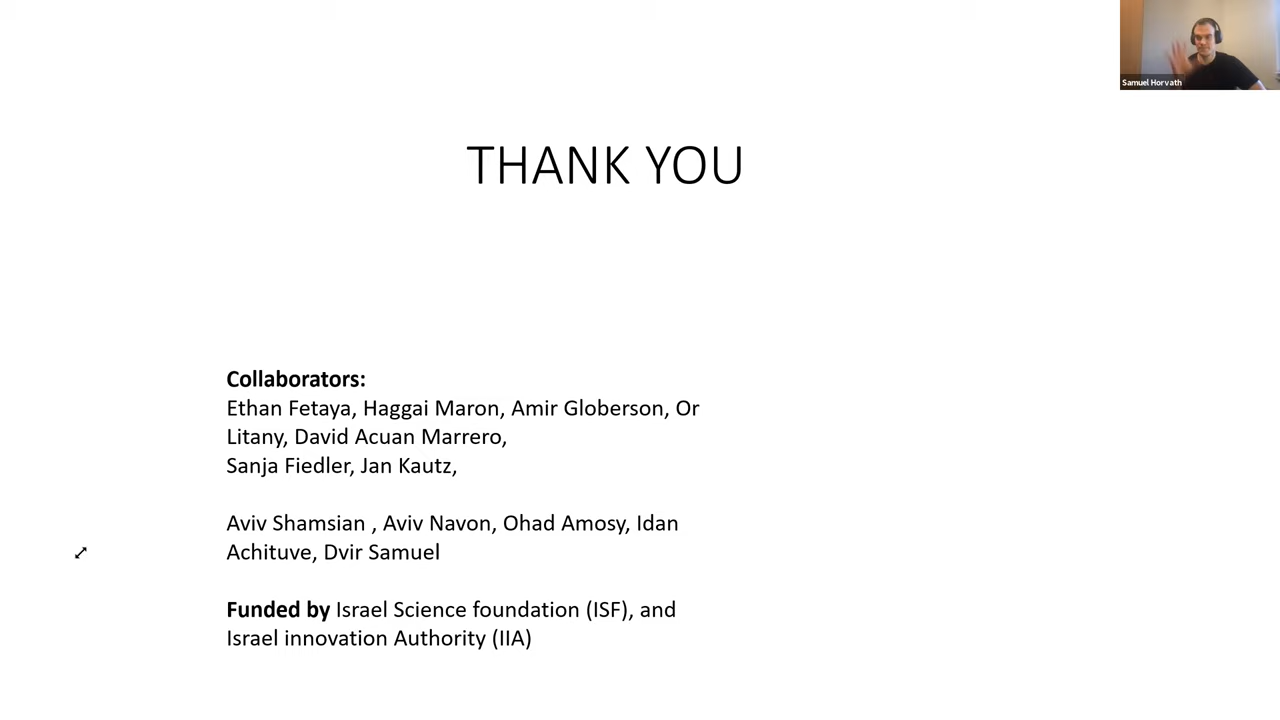 Samuel Horvath
THANK YOU
Collaborators:
Ethan Fetaya, Haggai Maron, Amir Globerson, Or
Litany, David Acuan Marrero,
Sanja Fiedler, Jan Kautz,
Aviv Shamsian , Aviv Navon, Ohad Amosy, Idan
Achituve, Dvir Samuel
Funded by Israel Science foundation (ISF), and
Israel innovation Authority (IIA)